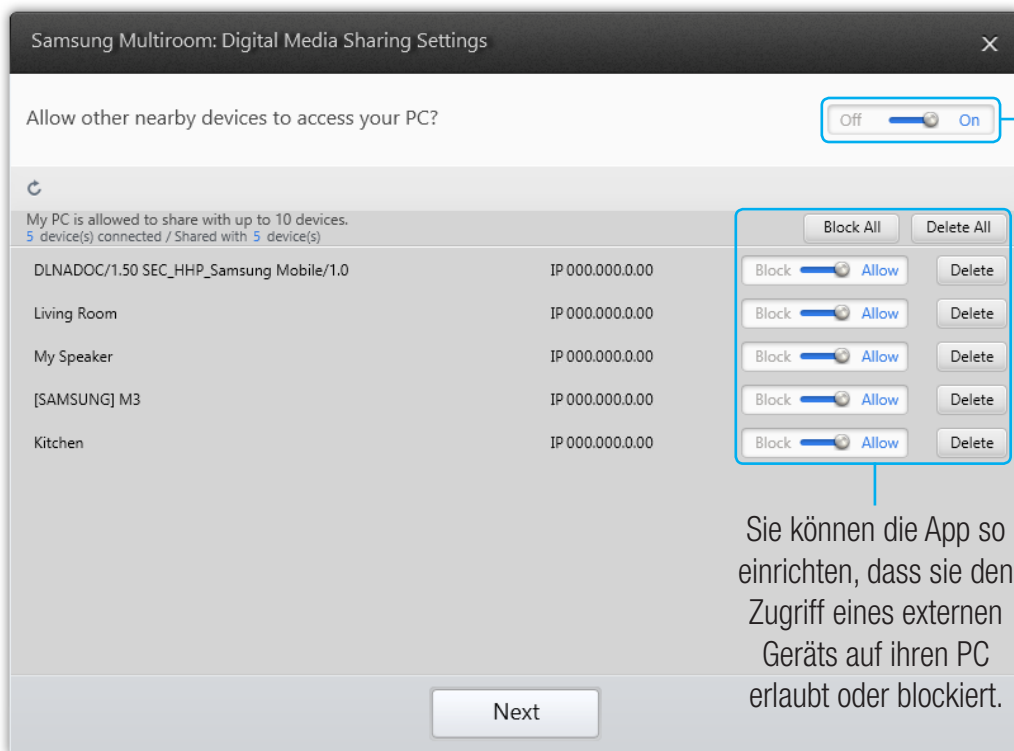 Samsung Multiroom: Digital Media Sharing Settings
Allow other nearby devices to access your PC? Off On
My PC is allowed to share with up to 10 devices.
5 device(s) connected / Shared with 5 device(s)
Block All Delete All
DLNADOC/1.50 SEC_HHP_Samsung Mobile/1.0 IP 000.000.0.00 Block Allow Delete
Living Room IP 000.000.0.00 Block Allow Delete
My Speaker IP 000.000.0.00 Block Allow Delete
[SAMSUNG] M3 IP 000.000.0.00 Block Allow Delete
Kitchen IP 000.000.0.00 Block Allow Delete
Sie können die App so
einrichten, dass sie den
Zugriff eines externen
Geräts auf ihren PC
erlaubt oder blockiert.
Next